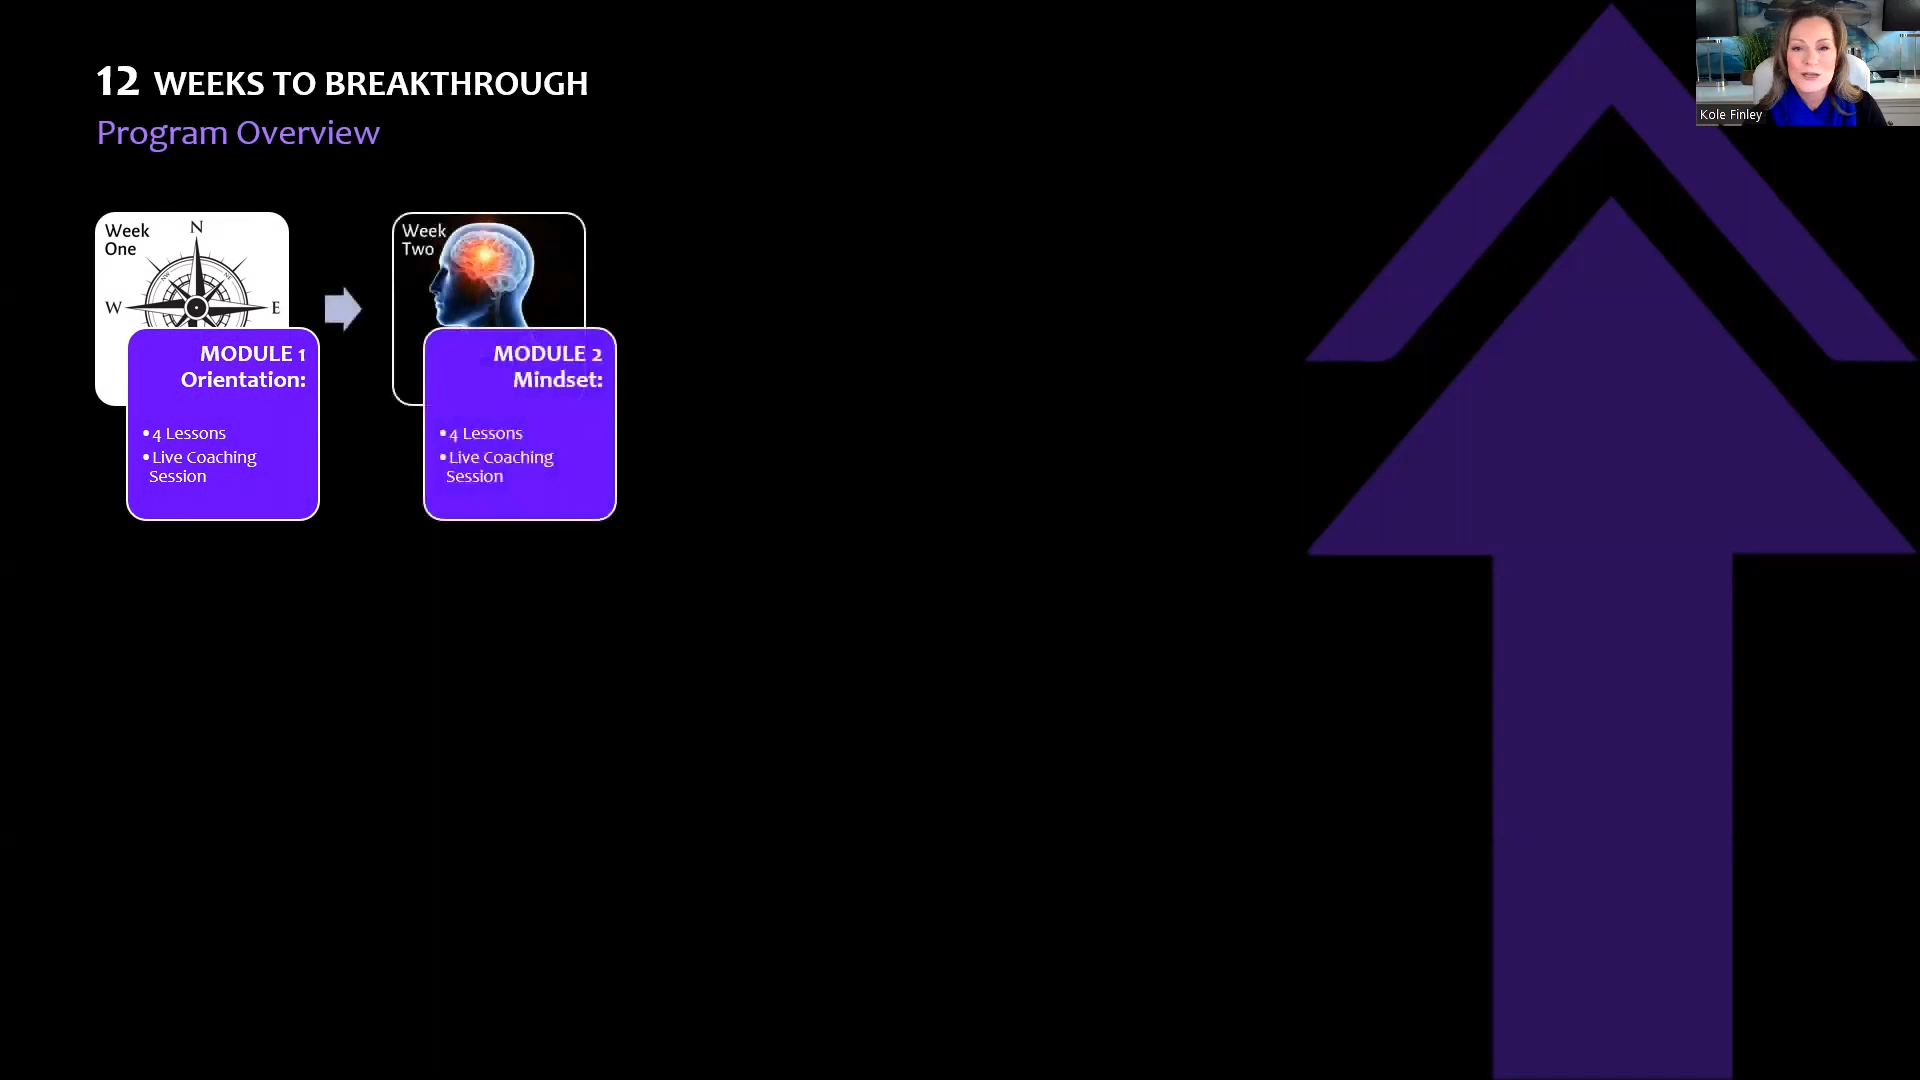 12 WEEKS TO BREAKTHROUGH
Program Overview
Kole Finley
Week
One
N
W
E
MODULE 1
Orientation:
• 4 Lessons
• Live Coaching
Session
Week
Two
MODULE 2
Mindset:
• 4 Lessons
• Live Coaching
Session